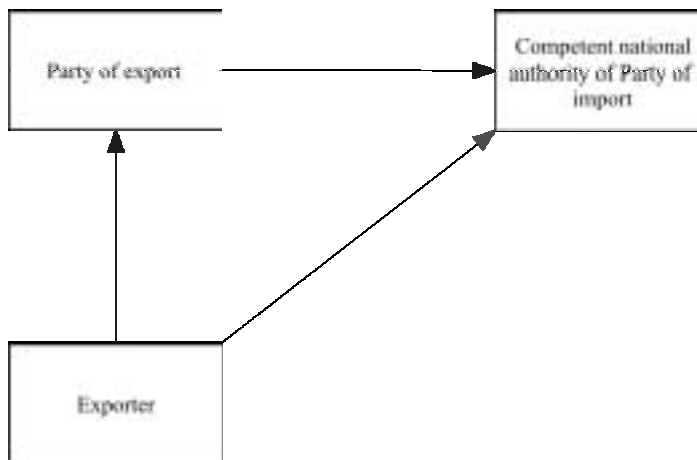 Party of export
Competent national
authority of Party of
import
Exporter